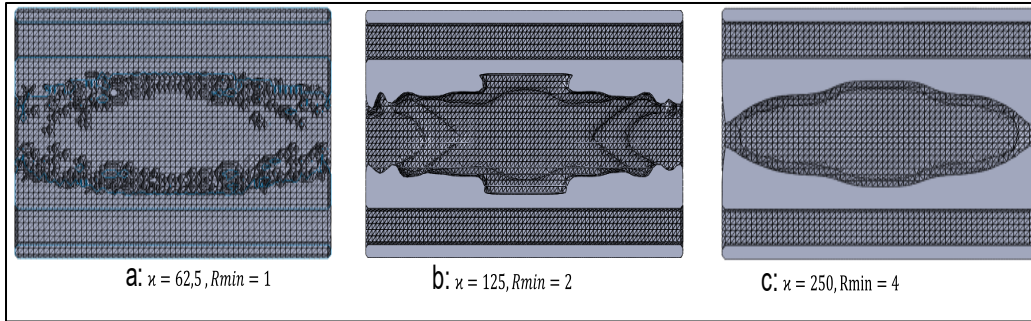 a: ϰ = 62,5 , Rmin = 1
b: ϰ = 125, Rmin = 2
c: ϰ = 250, Rmin = 4